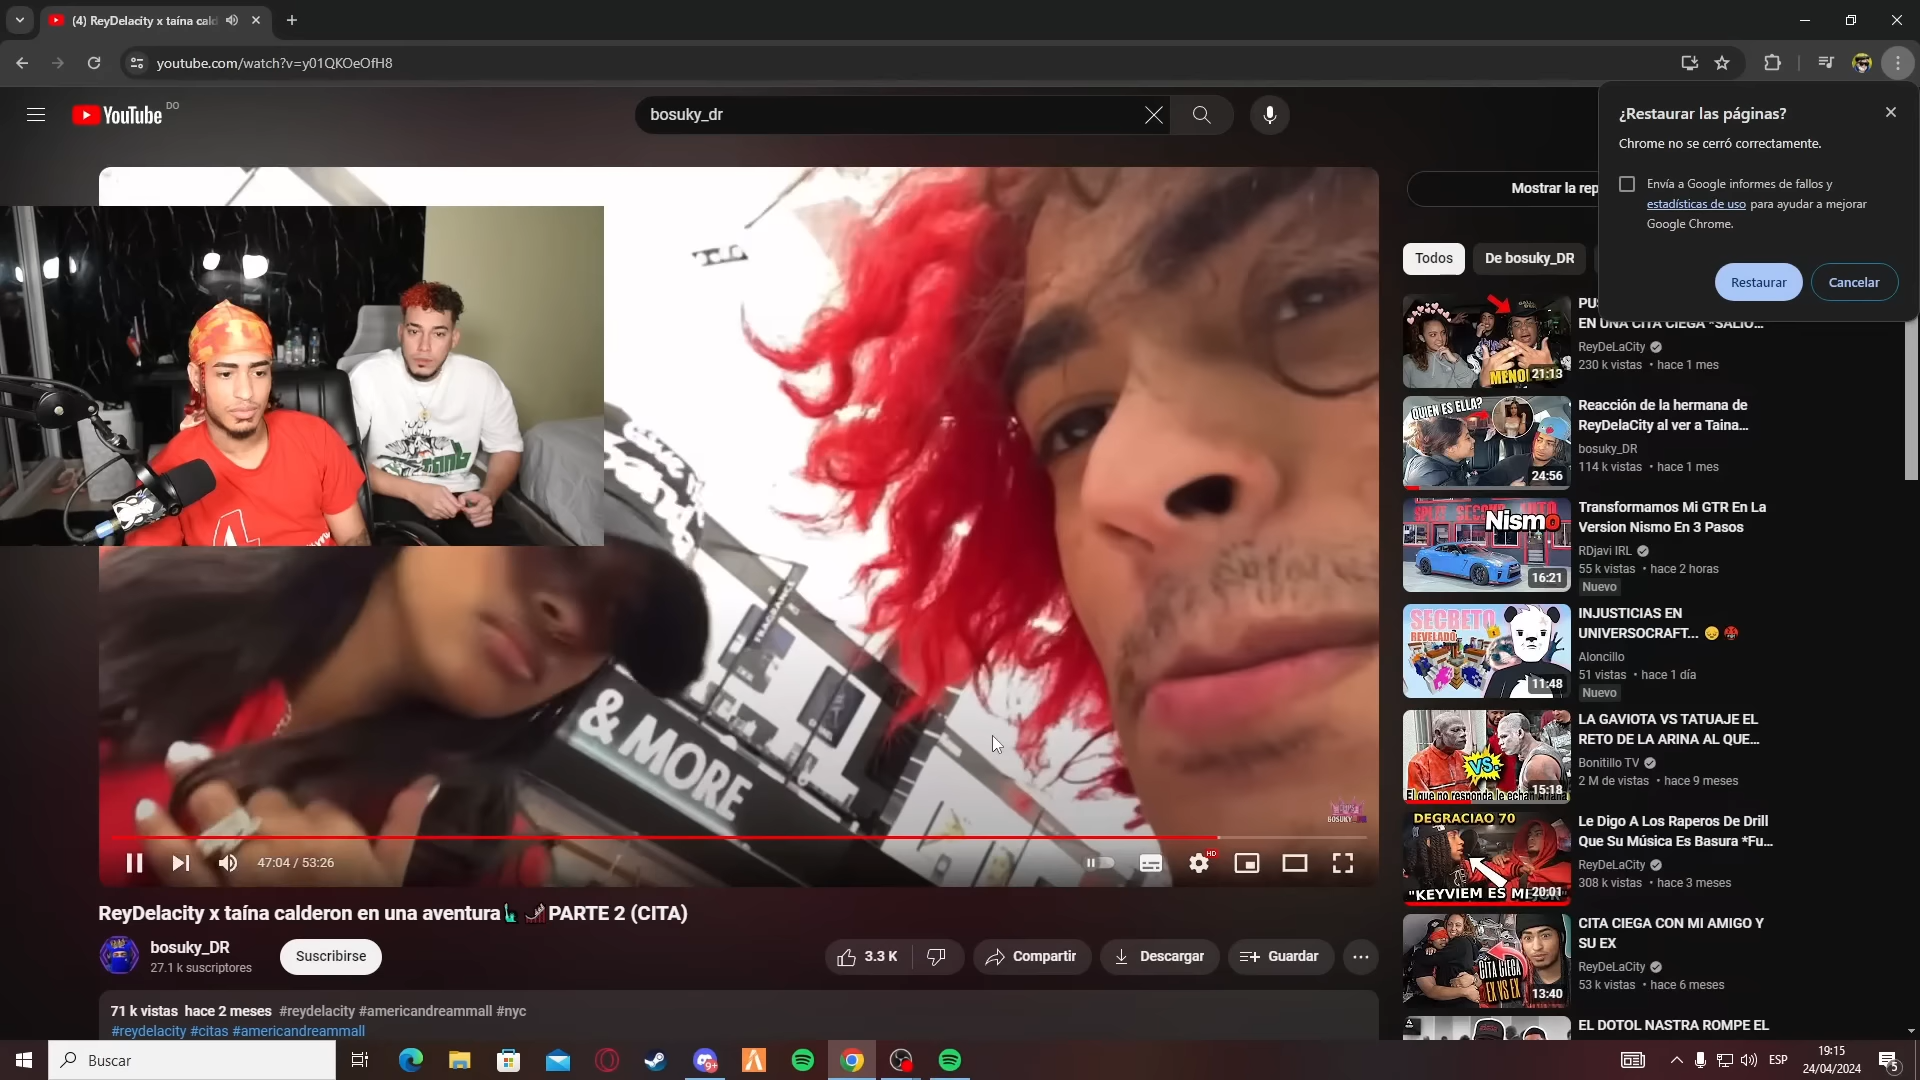 (4) ReyDelacity x taína cald
youtube.com/watch?v=y01QKOeOfH8
YouTube DO
bosuky_dr
¿Restaurar las páginas?
Chrome no se cerró correctamente.
Envía a Google informes de fallos y
estadísticas de uso para ayudar a mejorar
Google Chrome.
Restaurar
Cancelar
Mostrar la rep
Todos
De bosuky_DR
& MORE
FRAGRANCE
BOSUKY_DR
47:04 / 53:26
HD
ReyDelacity x taína calderon en una aventura PARTE 2 (CITA)
bosuky_DR
27.1 k suscriptores
Suscribirse
3.3 K
Compartir
Descargar
Guardar
71 k vistas hace 2 meses #reydelacity #americandreammall #nyc
#reydelacity #citas #americandreammall
EN UNA CITA CIEGA *SALIO...
ReyDeLaCity
230 k vistas • hace 1 mes
21:13
QUIEN ES ELLA?
24:56
Reacción de la hermana de
ReyDelaCity al ver a Taina...
bosuky_DR
114 k vistas • hace 1 mes
Nismo
16:21
Transformamos Mi GTR En La
Version Nismo En 3 Pasos
RDjavi IRL
55 k vistas • hace 2 horas
Nuevo
SECRETO
REVELADO
11:48
INJUSTICIAS EN
UNIVERSOCRAFT... 😔 🤬
Aloncillo
51 vistas • hace 1 día
Nuevo
VS.
15:18
LA GAVIOTA VS TATUAJE EL
RETO DE LA ARINA AL QUE...
Bonitillo TV
2 M de vistas • hace 9 meses
DEGRACIAO 70
20:01
Le Digo A Los Raperos De Drill
Que Su Música Es Basura *Fu...
ReyDeLaCity
308 k vistas • hace 3 meses
CITA CIEGA
EX VS EX
13:40
CITA CIEGA CON MI AMIGO Y
SU EX
ReyDeLaCity
53 k vistas • hace 6 meses
EL DOTOL NASTRA ROMPE EL
Buscar
9+
ESP
19:15
24/04/2024
5